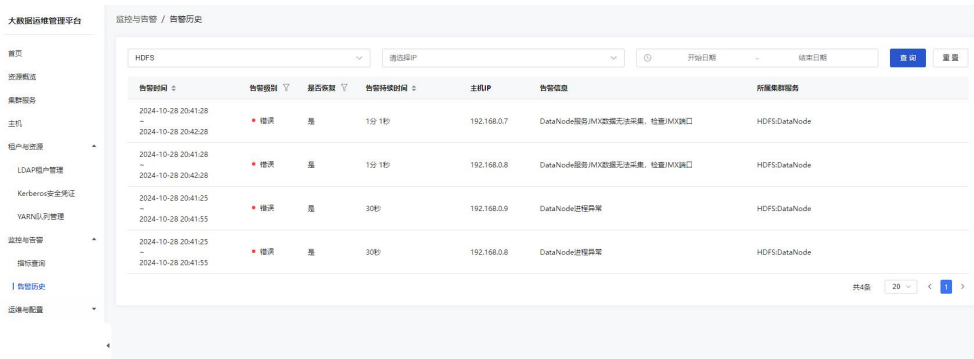 大数据运维管理平台
监控与告警 / 告警历史
首页
资源概览
集群服务
主机
租户与资源
LDAP租户管理
Kerberos安全凭证
YARN队列管理
监控与告警
指标查询
告警历史
运维与配置
HDFS 请选择IP 开始日期 - 结束日期 查询 重置
告警时间 告警级别 是否恢复 告警持续时间 主机IP 告警信息 所属集群服务
2024-10-28 20:41:28
~
2024-10-28 20:42:28
错误 是 1分 1秒 192.168.0.7 DataNode服务JMX数据无法采集，检查JMX端口 HDFS:DataNode
2024-10-28 20:41:28
~
2024-10-28 20:42:28
错误 是 1分 1秒 192.168.0.8 DataNode服务JMX数据无法采集，检查JMX端口 HDFS:DataNode
2024-10-28 20:41:25
~
2024-10-28 20:41:55
错误 是 30秒 192.168.0.9 DataNode进程异常 HDFS:DataNode
2024-10-28 20:41:25
~
2024-10-28 20:41:55
错误 是 30秒 192.168.0.8 DataNode进程异常 HDFS:DataNode
共4条 20 < 1 >